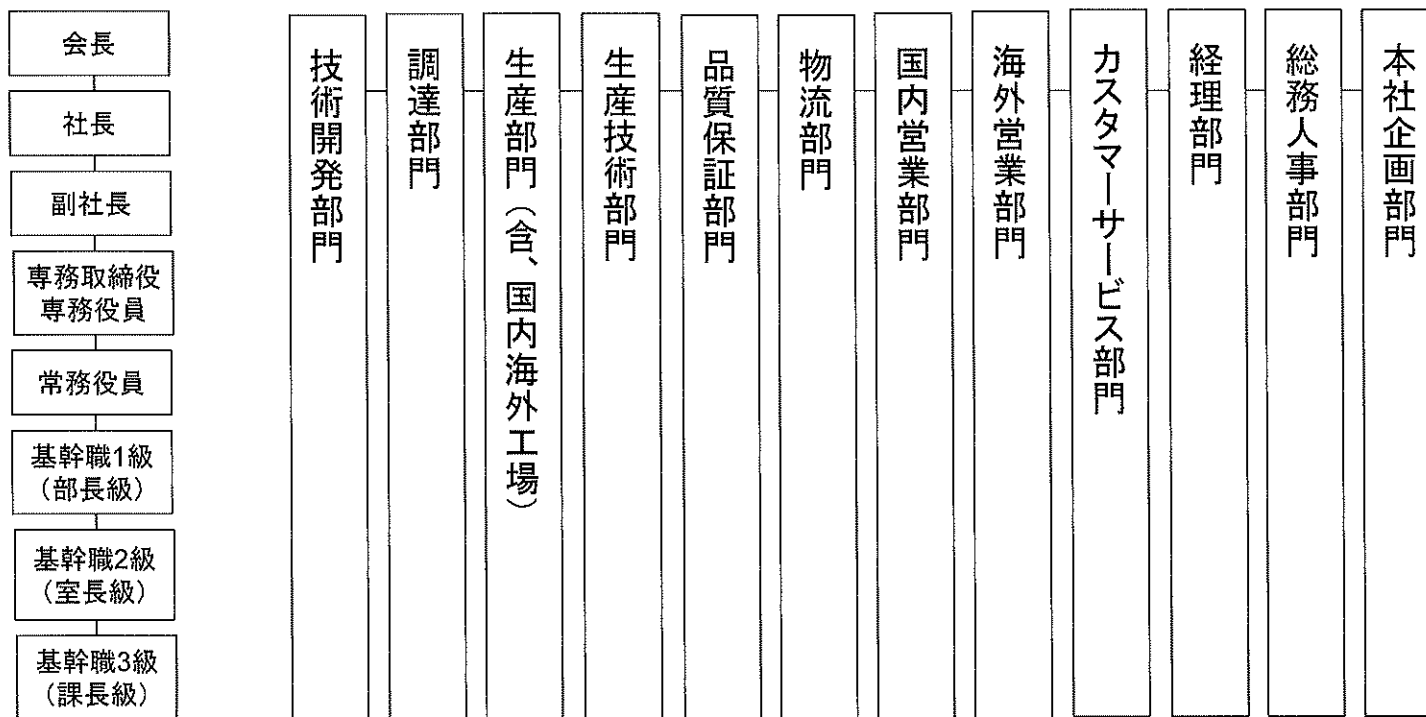 会長
社長
副社長
専務取締役
専務役員
常務役員
基幹職1級
（部長級）
基幹職2級
（室長級）
基幹職3級
（課長級）
技術開発部門
調達部門
生産部門（含、国内海外工場）
生産技術部門
品質保証部門
物流部門
国内営業部門
海外営業部門
カスタマーサービス部門
経理部門
総務人事部門
本社企画部門